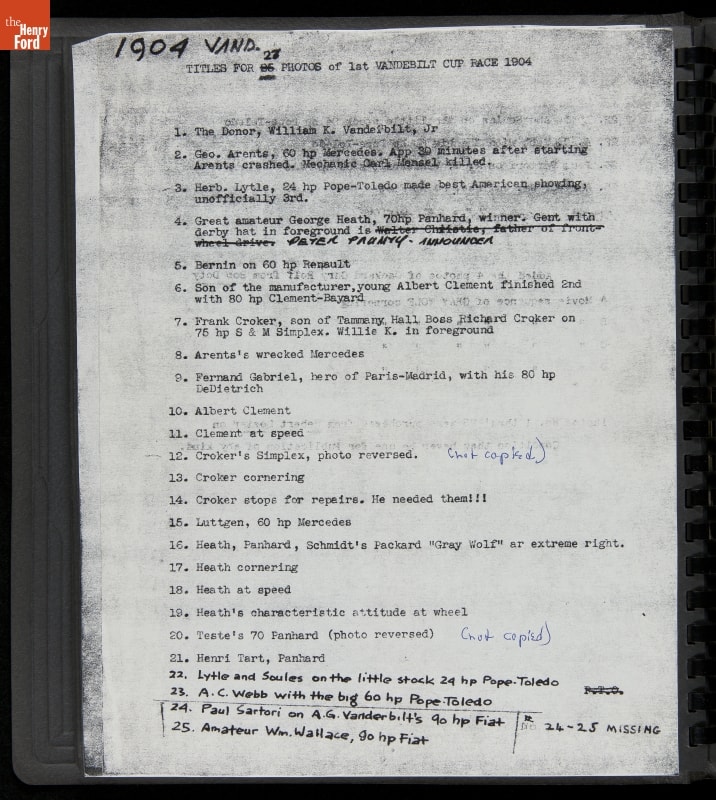 the
Henry
Ford
1904 VAND.
23
TITLES FOR PHOTOS of 1st VANDEBILT CUP RACE 1904
1. The Donor, William K. Vanderbilt, Jr
2. Geo. Arents, 60 hp Mercedes. App 30 minutes after starting
Arents crashed. Mechanic Carl Mensel killed.
3. Herb. Lytle, 24 hp Pope-Toledo made best American showing,
unofficially 3rd.
4. Great amateur George Heath, 70hp Panhard, winner. Gent with
derby hat in foreground is Walter Christie, father of front-
wheel drive. PETER PRUNTY - ANNOUNCER
5. Bernin on 60 hp Renault
6. Son of the manufacturer,young Albert Clement finished 2nd
with 80 hp Clement-Bayard
7. Frank Croker, son of Tammany Hall Boss Richard Croker on
75 hp S & M Simplex. Willie K. in foreground
8. Arents's wrecked Mercedes
9. Fernand Gabriel, hero of Paris-Madrid, with his 80 hp
DeDietrich
10. Albert Clement
11. Clement at speed
12. Croker's Simplex, photo reversed. (not copied)
13. Croker cornering
14. Croker stops for repairs. He needed them!!!
15. Luttgen, 60 hp Mercedes
16. Heath, Panhard, Schmidt's Packard "Gray Wolf" ar extreme right.
17. Heath cornering
18. Heath at speed
19. Heath's characteristic attitude at wheel
20. Teste's 70 Panhard (photo reversed) (not copied)
21. Henri Tart, Panhard
22. Lytle and Soules on the little stock 24 hp Pope-Toledo
23. A.C. Webb with the big 60 hp Pope-Toledo P.T.O.
24. Paul Sartori on A.G. Vanderbilt's 90 hp Fiat
25. Amateur Wm. Wallace, 90 hp Fiat
24-25 MISSING